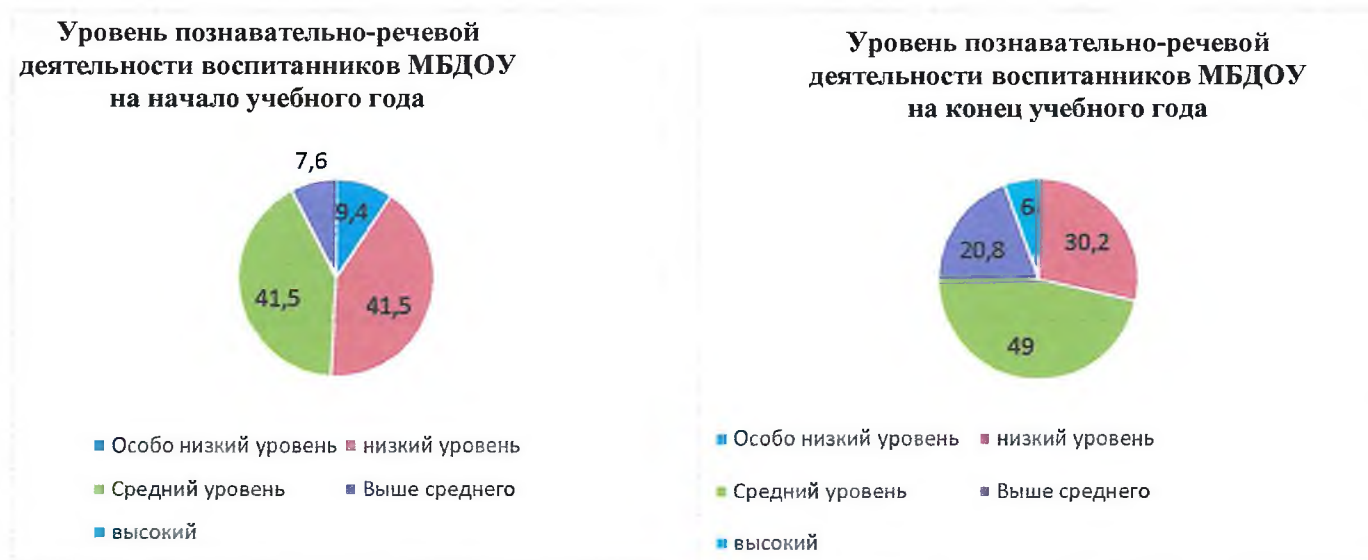 Уровень познавательно-речевой
деятельности воспитанников МБДОУ
на начало учебного года
7,6
9,4
41,5
41,5
Особо низкий уровень
низкий уровень
Средний уровень
Выше среднего
высокий
Уровень познавательно-речевой
деятельности воспитанников МБДОУ
на конец учебного года
6
20,8
30,2
49
Особо низкий уровень
низкий уровень
Средний уровень
Выше среднего
высокий